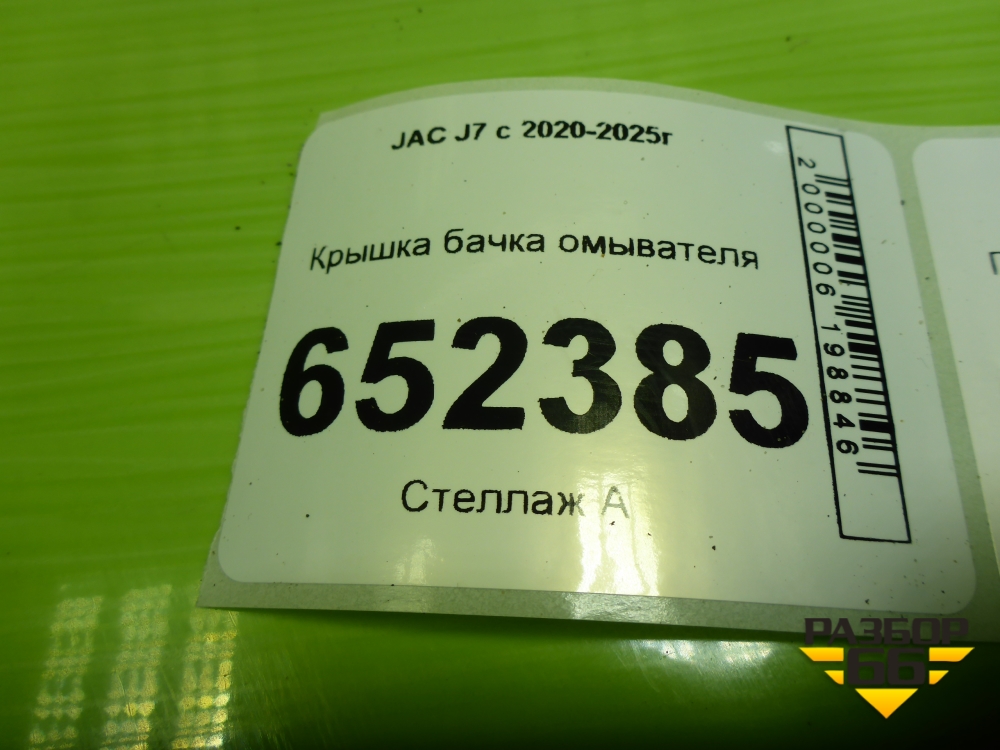 JAC J7 с 2020-2025г
Крышка бачка омывателя
652385
Стеллаж А
2000006198846
РАЗБОР
66